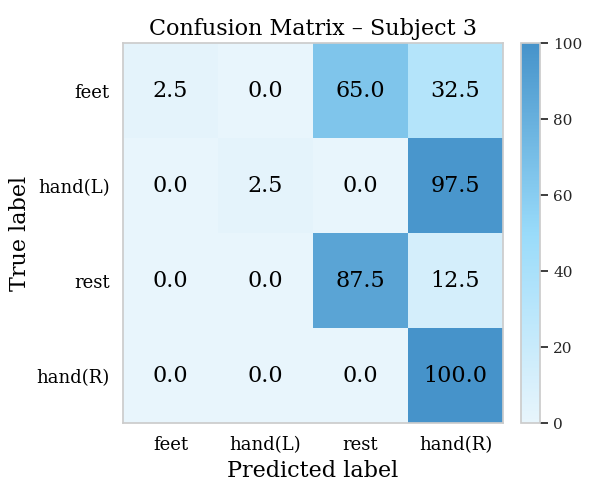 Confusion Matrix – Subject 3
feet 2.5 0.0 65.0 32.5
hand(L) 0.0 2.5 0.0 97.5
rest 0.0 0.0 87.5 12.5
hand(R) 0.0 0.0 0.0 100.0
feet hand(L) rest hand(R)
Predicted label
True label
100
80
60
40
20
0